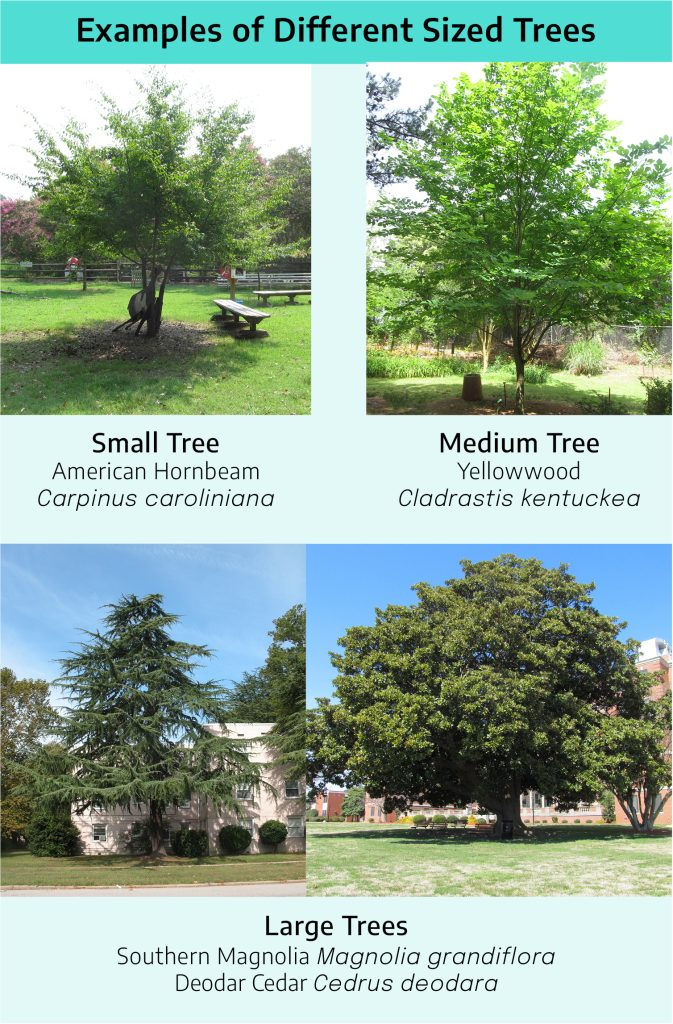 Examples of Different Sized Trees
Small Tree
American Hornbeam
Carpinus caroliniana
Medium Tree
Yellowwood
Cladrastis kentuckea
Large Trees
Southern Magnolia Magnolia grandiflora
Deodar Cedar Cedrus deodara